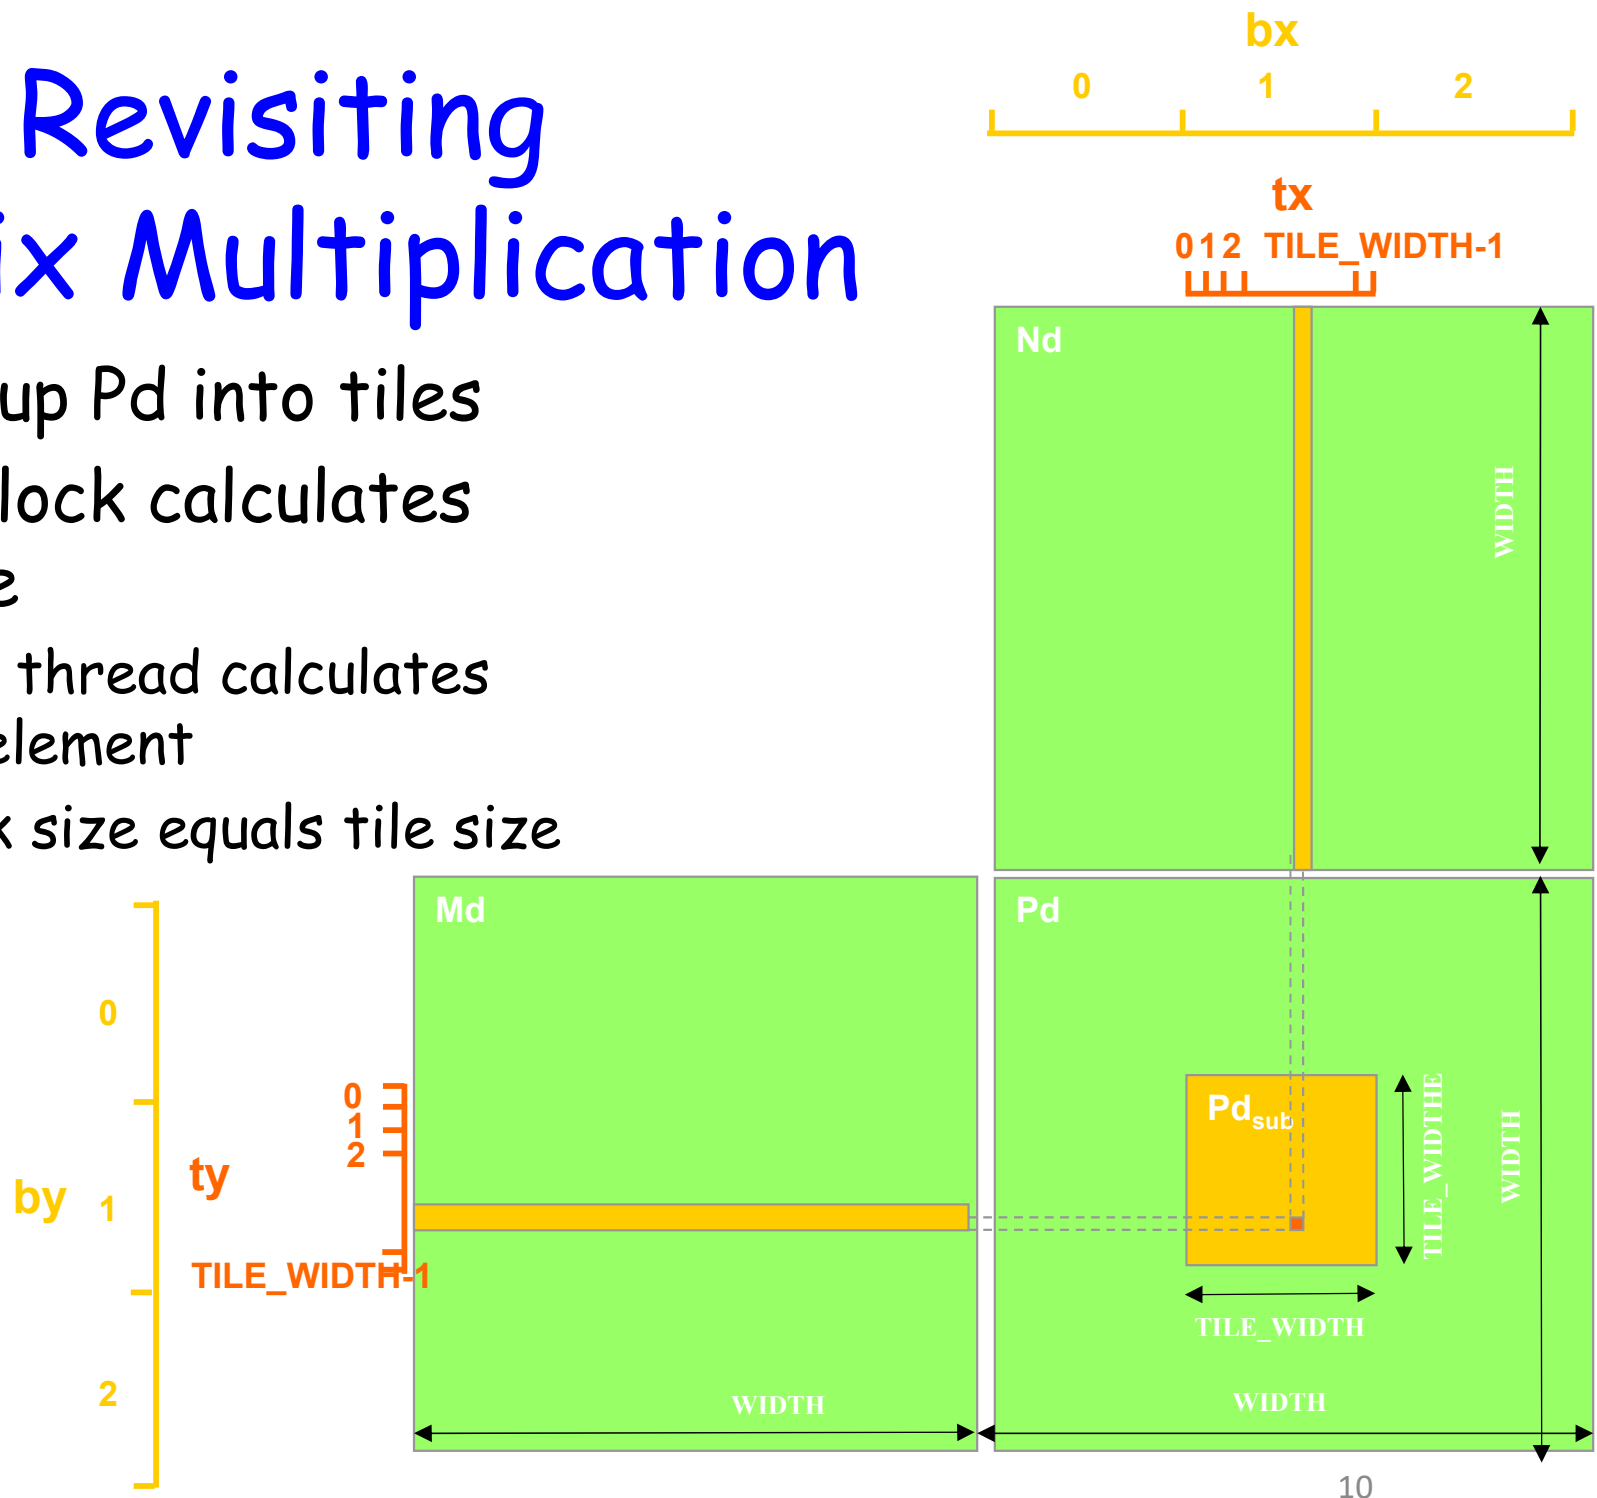 Revisiting
ix Multiplication
up Pd into tiles
lock calculates
e
thread calculates
element
k size equals tile size
bx
0 1 2
tx
0 1 2 TILE_WIDTH-1
Nd
WIDTH
Md
Pd
0
by 1
2
ty
0
1
2
TILE_WIDTH-1
Pdsub
TILE_WIDTHE
WIDTH
TILE_WIDTH
WIDTH
WIDTH
10